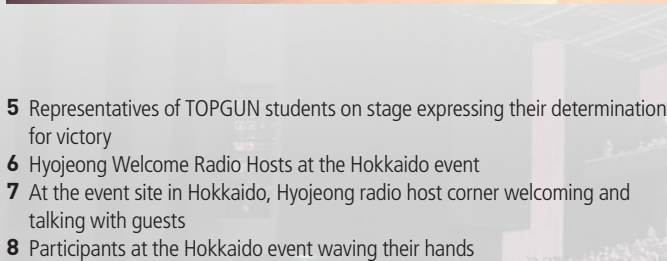 5 Representatives of TOPGUN students on stage expressing their determination
for victory
6 Hyojeong Welcome Radio Hosts at the Hokkaido event
7 At the event site in Hokkaido, Hyojeong radio host corner welcoming and
talking with guests
8 Participants at the Hokkaido event waving their hands